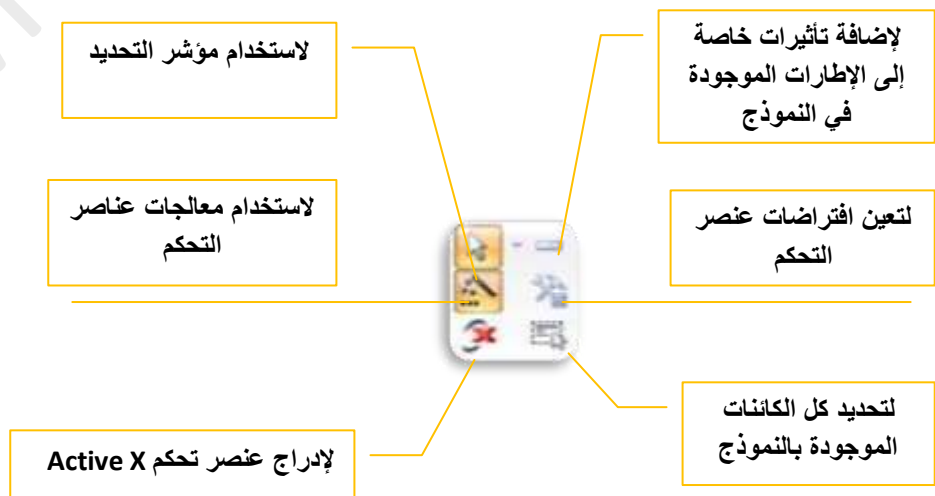 لإضافة تأثيرات خاصة
إلى الإطارات الموجودة
في النموذج
لاستخدام مؤشر التحديد
لتعين افتراضات عنصر
التحكم
لاستخدام معالجات عناصر
التحكم
لتحديد كل الكائنات
الموجودة بالنموذج
لإدراج عنصر تحكم Active X